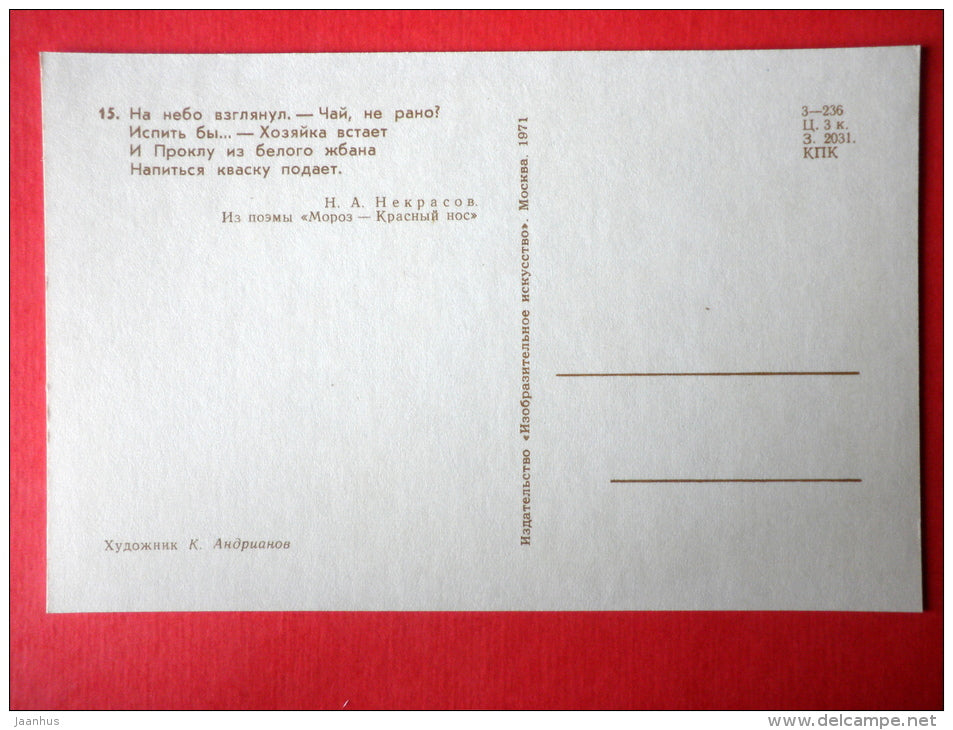 15. На небо взглянул. — Чай, не рано?
Испить бы... — Хозяйка встает
И Проклу из белого жбана
Напиться кваску подает.
Н. А. Некрасов.
Из поэмы «Мороз — Красный нос»
Художник К. Андрианов
Издательство «Изобразительное искусство». Москва. 1971
3—236
Ц. 3 к.
З. 2031.
КПК
Jaanhus
www.delcampe.net